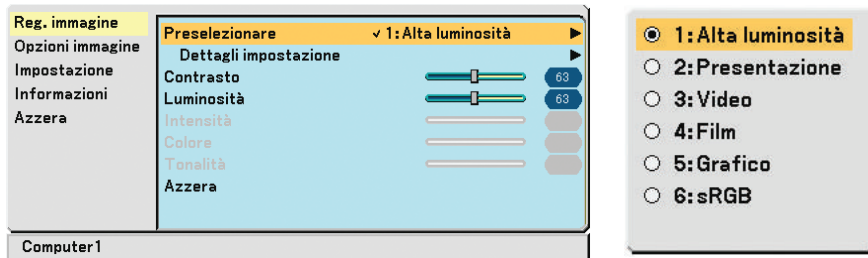 Reg. immagine
Opzioni immagine
Impostazione
Informazioni
Azzera
Preselezionare ✓ 1:Alta luminosità
Dettagli impostazione
Contrasto 63
Luminosità 63
Intensità
Colore
Tonalità
Azzera
Computer1
1:Alta luminosità
2:Presentazione
3:Video
4:Film
5:Grafico
6:sRGB